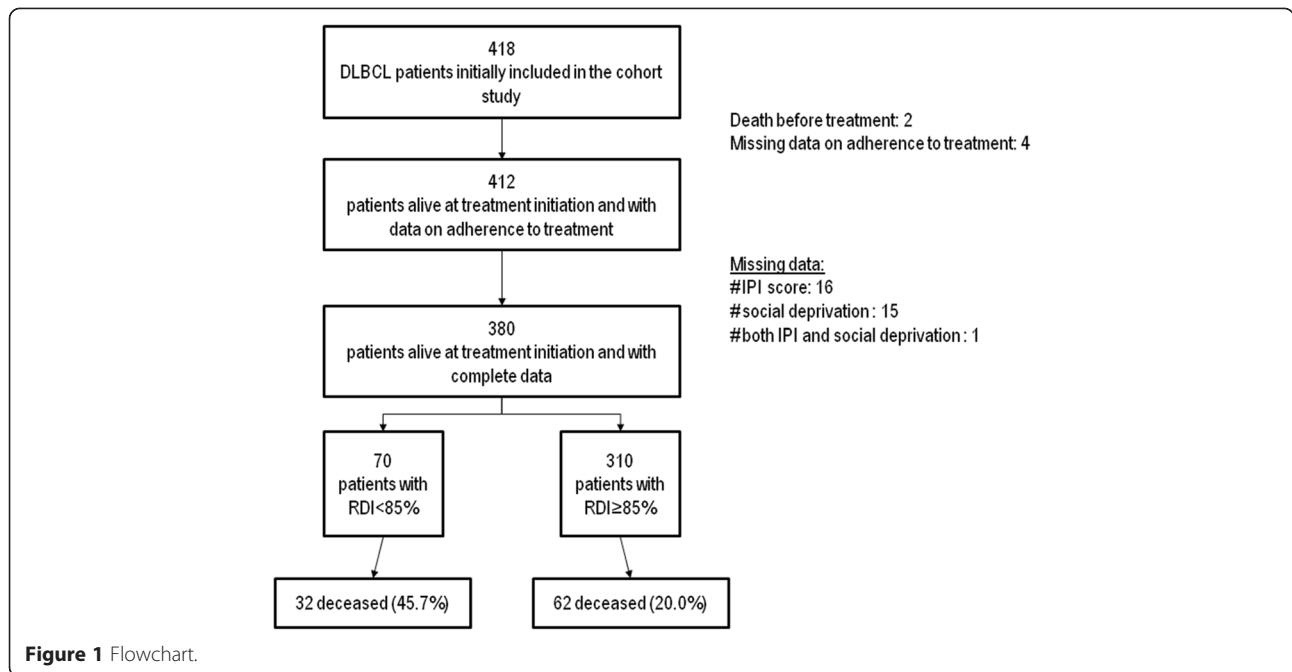 418
DLBCL patients initially included in the cohort
study
Death before treatment: 2
Missing data on adherence to treatment: 4
412
patients alive at treatment initiation and with
data on adherence to treatment
Missing data:
#IPI score: 16
#social deprivation : 15
#both IPI and social deprivation : 1
380
patients alive at treatment initiation and with
complete data
70
patients with
RDI<85%
310
patients with
RDI≥85%
32 deceased (45.7%)
62 deceased (20.0%)
Figure 1 Flowchart.